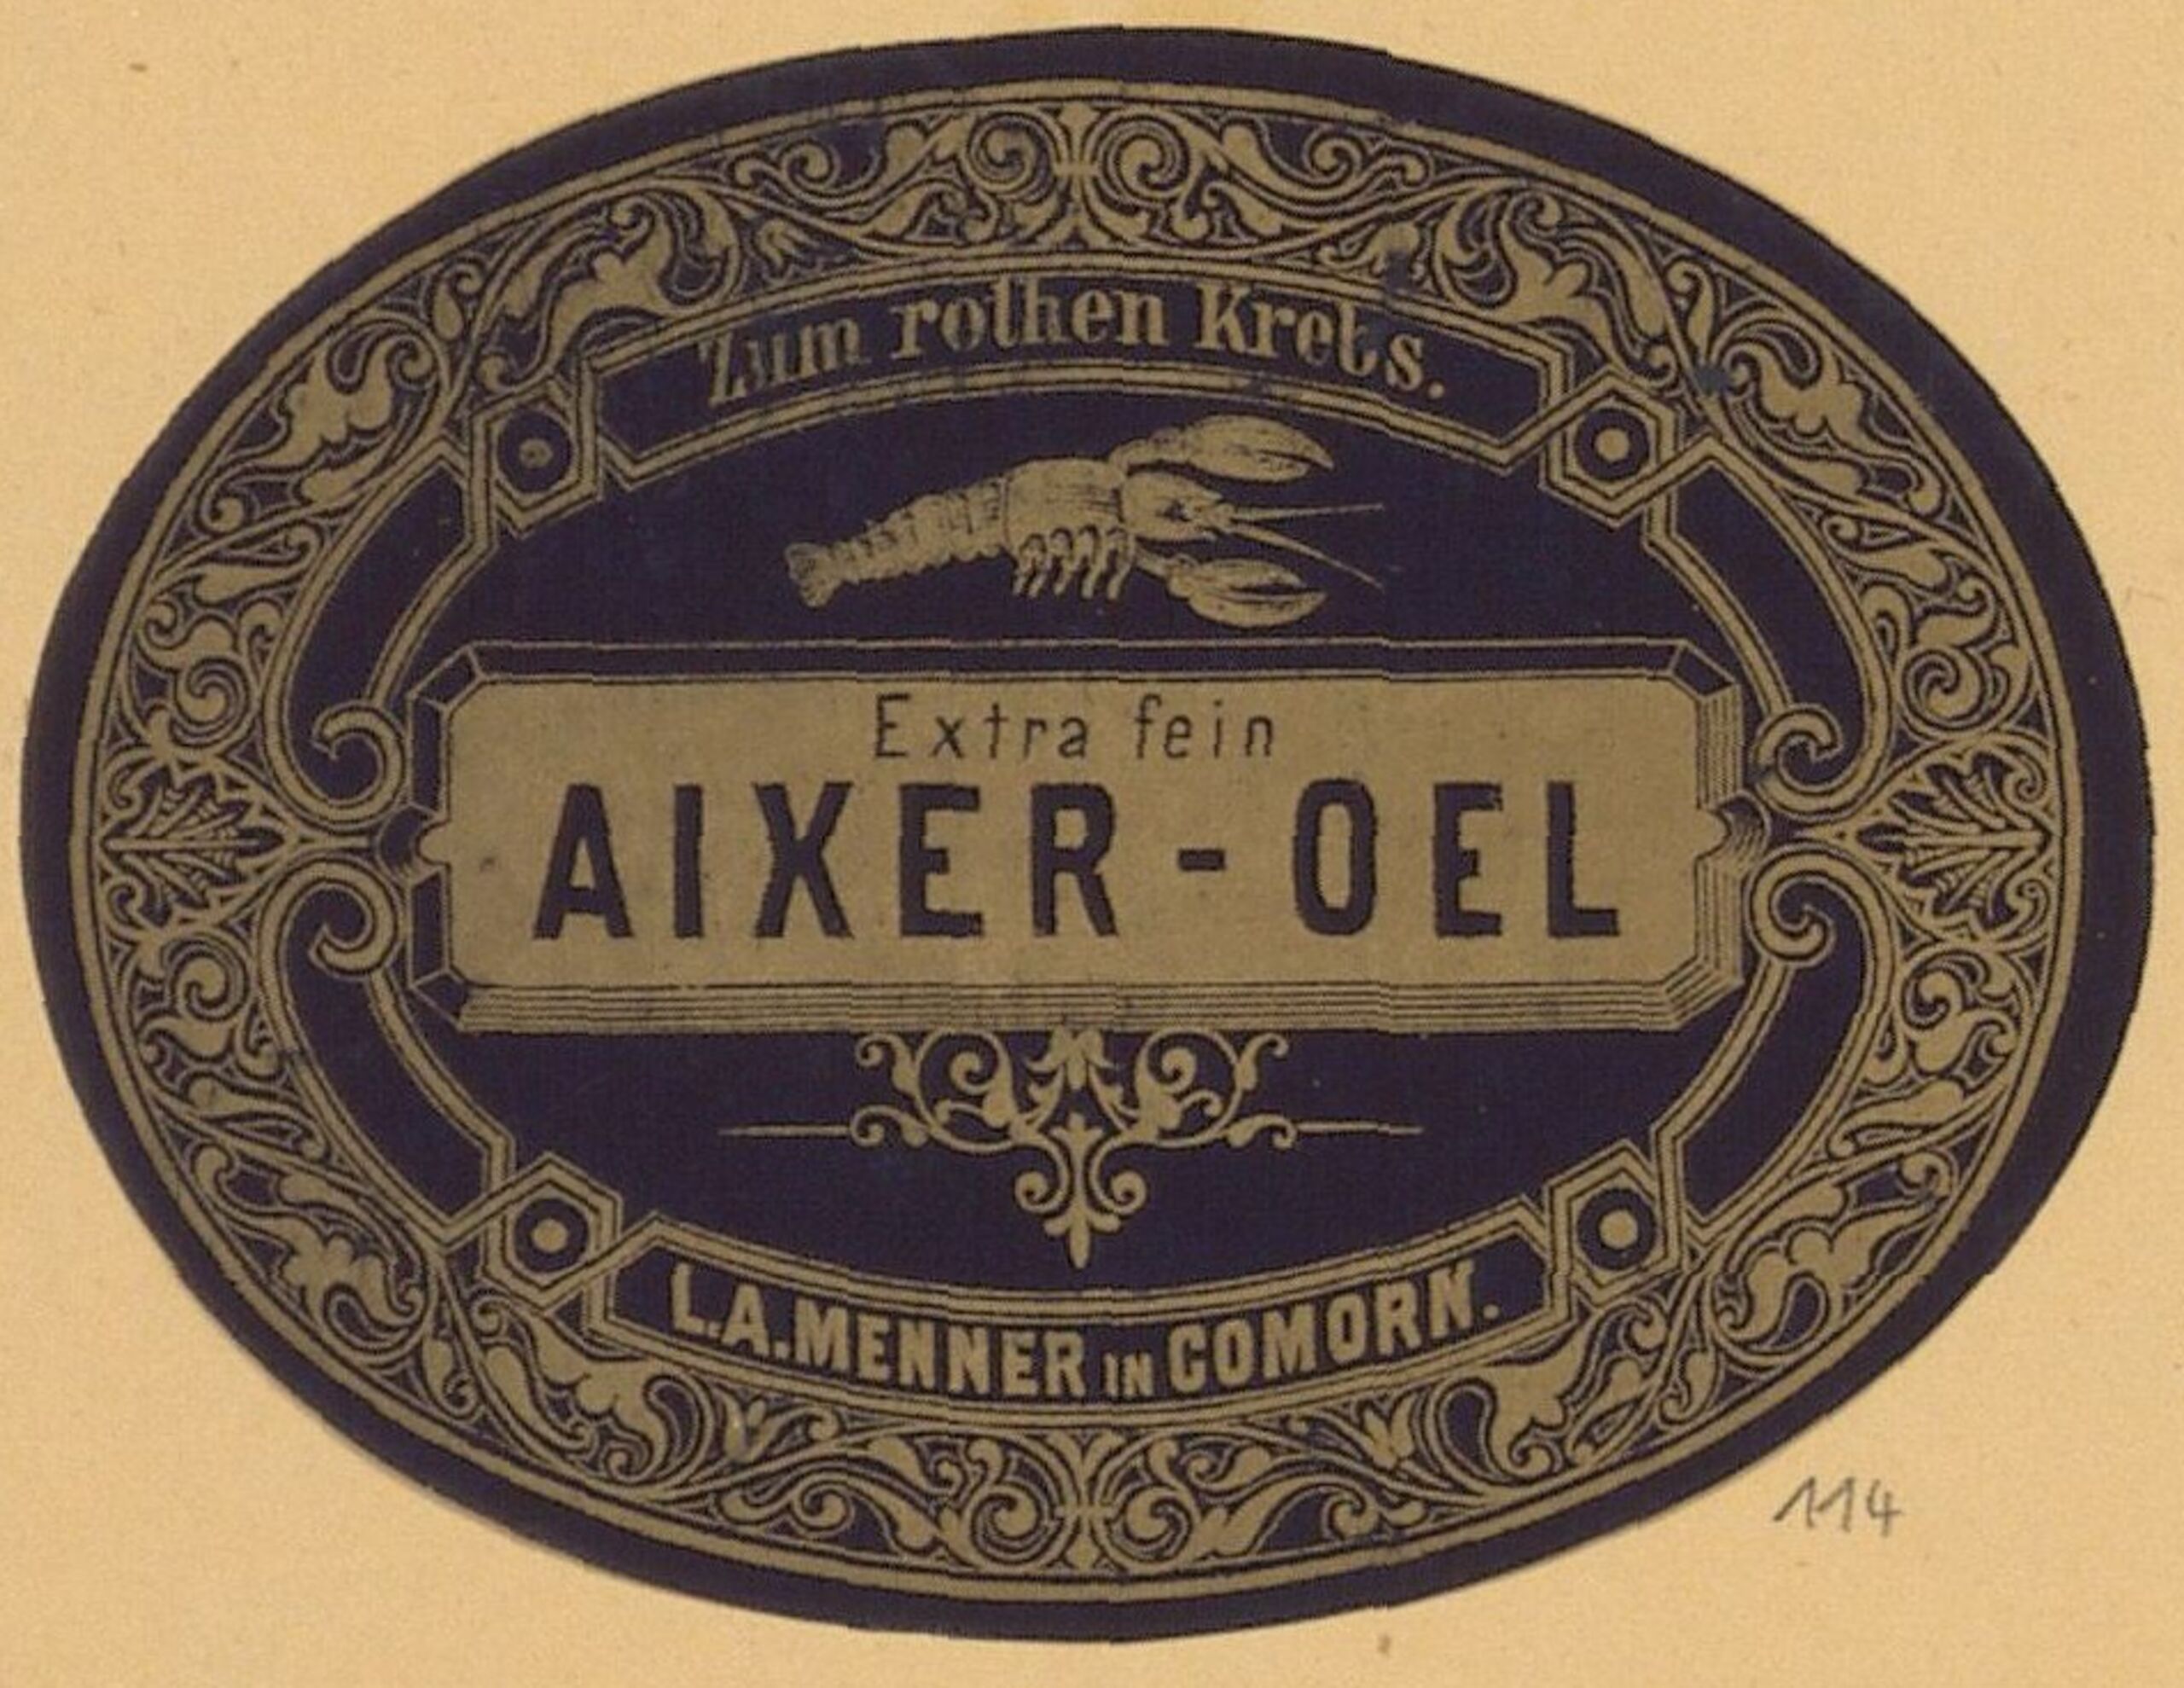 Zum rothen Krebs.
Extra fein
AIXER-OEL
L.A. MENNER IN COMORN.
114